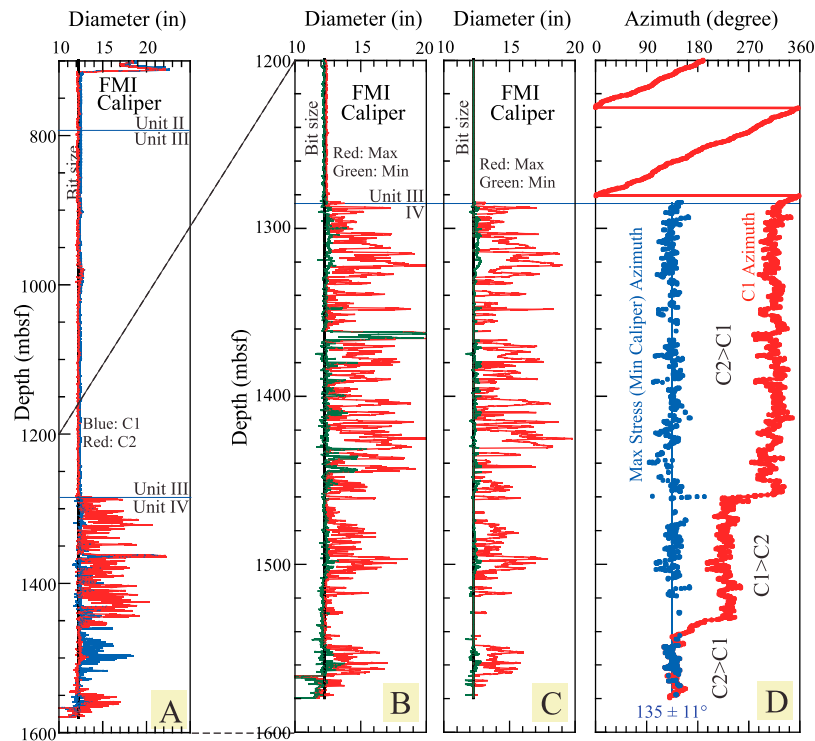 Diameter (in)
10 15 20 25
FMI
Caliper
Unit II
Unit III
Bit size
Depth (mbsf)
800
1000
1200
1400
1600
Blue: C1
Red: C2
Unit III
Unit IV
A
Diameter (in)
10 15 20
FMI
Caliper
Bit size
Red: Max
Green: Min
Unit III
IV
Depth (mbsf)
1200
1300
1400
1500
1600
B
Diameter (in)
10 15 20
FMI
Caliper
Bit size
Red: Max
Green: Min
C
Azimuth (degree)
0 90 180 270 360
Max Stress (Min Caliper) Azimuth
C1 Azimuth
C2>C1
C1>C2
C2>C1
135 ± 11°
D